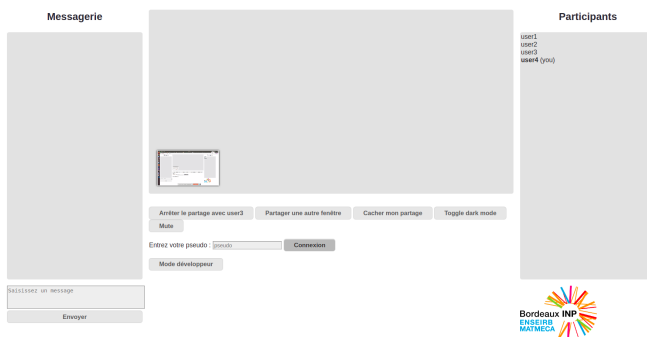 Messagerie
Participants
user1
user2
user3
user4 (you)
Arrêter le partage avec user3
Partager une autre fenêtre
Cacher mon partage
Toggle dark mode
Mute
Entrez votre pseudo :
pseudo
Connexion
Mode développeur
Saisissez un message
Envoyer
Bordeaux INP
ENSEIRB
MATMECA